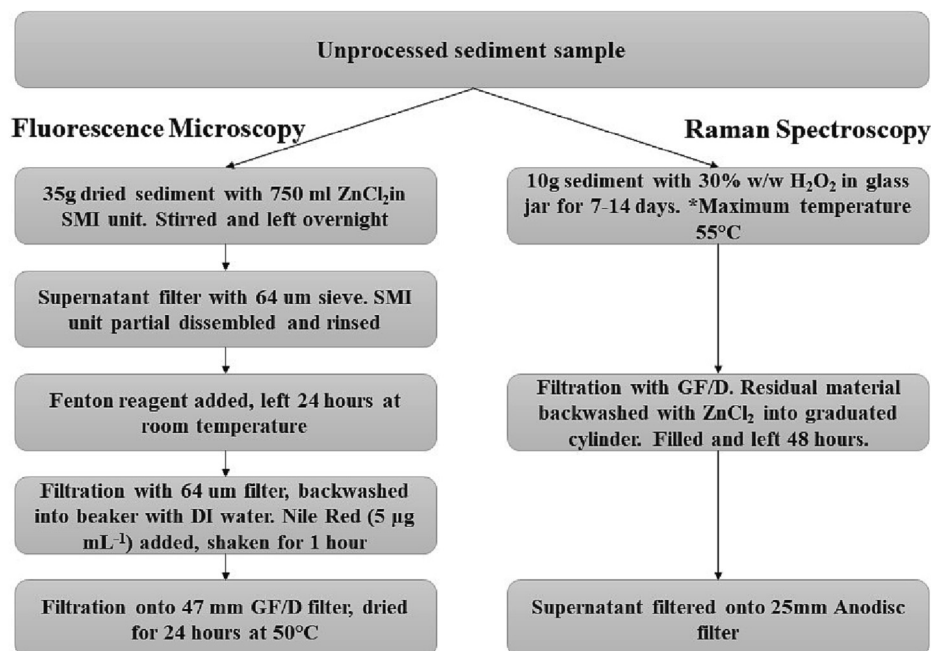 Unprocessed sediment sample
Fluorescence Microscopy
Raman Spectroscopy
35g dried sediment with 750 ml ZnCl₂in
SMI unit. Stirred and left overnight
Supernatant filter with 64 um sieve. SMI
unit partial dissembled and rinsed
Fenton reagent added, left 24 hours at
room temperature
Filtration with 64 um filter, backwashed
into beaker with DI water. Nile Red (5 µg
mL⁻¹) added, shaken for 1 hour
Filtration onto 47 mm GF/D filter, dried
for 24 hours at 50°C
10g sediment with 30% w/w H₂O₂ in glass
jar for 7-14 days. *Maximum temperature
55°C
Filtration with GF/D. Residual material
backwashed with ZnCl₂ into graduated
cylinder. Filled and left 48 hours.
Supernatant filtered onto 25mm Anodisc
filter